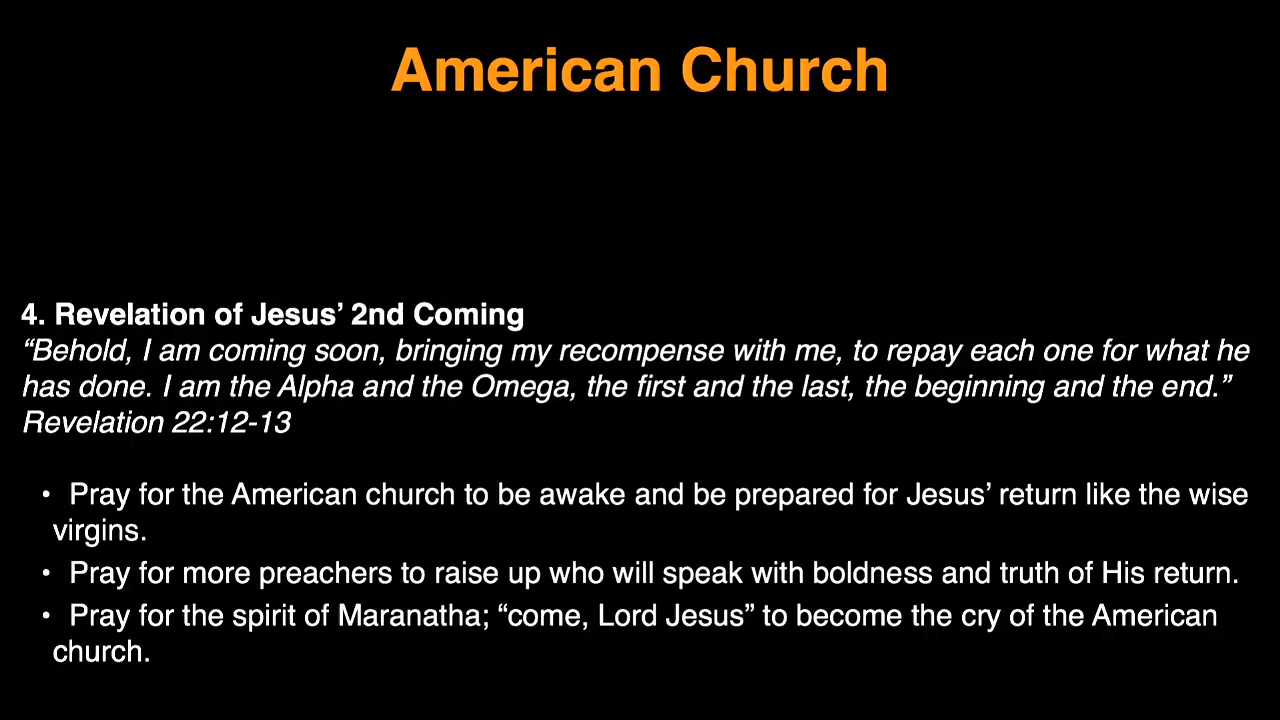 American Church
4. Revelation of Jesus’ 2nd Coming
“Behold, I am coming soon, bringing my recompense with me, to repay each one for what he
has done. I am the Alpha and the Omega, the first and the last, the beginning and the end.”
Revelation 22:12-13
• Pray for the American church to be awake and be prepared for Jesus’ return like the wise
virgins.
• Pray for more preachers to raise up who will speak with boldness and truth of His return.
• Pray for the spirit of Maranatha; “come, Lord Jesus” to become the cry of the American
church.